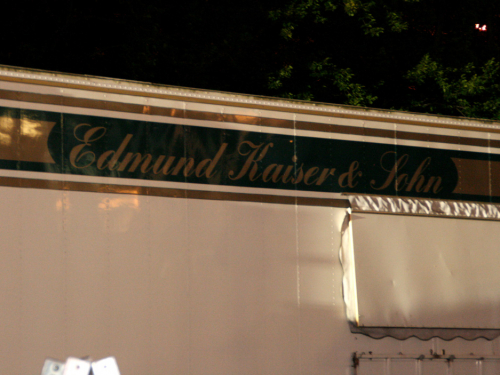 Edmund Kaiser & Sohn